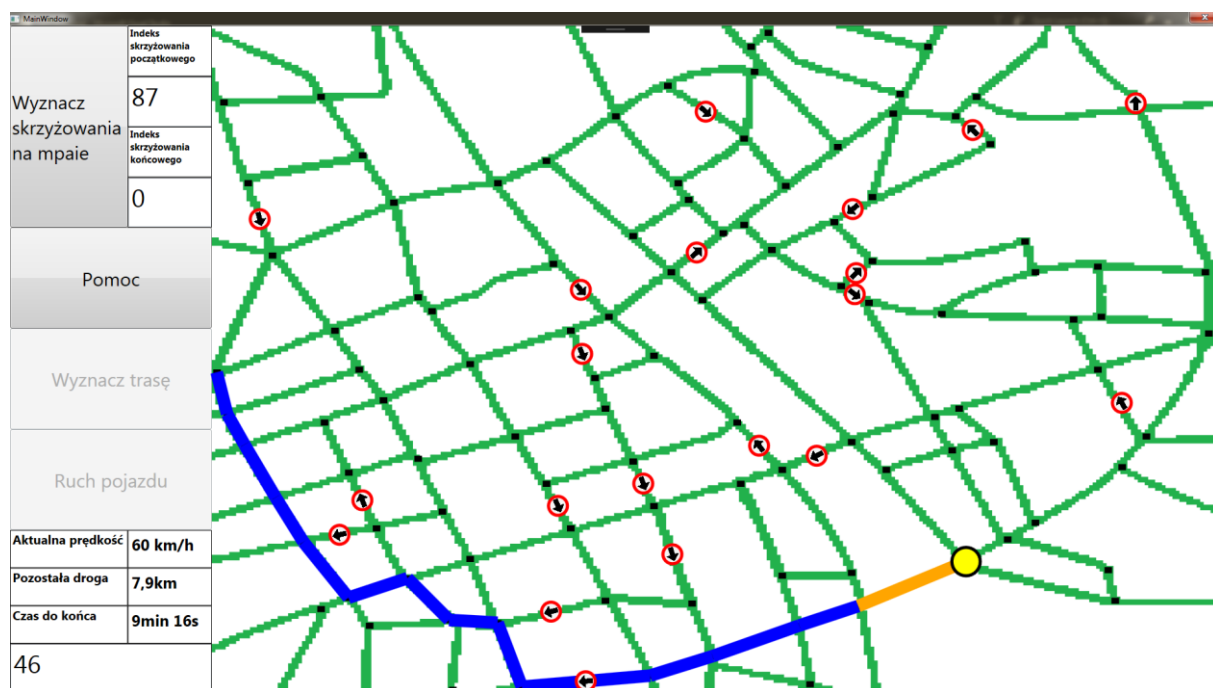 MainWindow
Wyznacz
skrzyżowania
na mpaie
Indeks
skrzyżowania
początkowego
87
Indeks
skrzyżowania
końcowego
0
Pomoc
Wyznacz trasę
Ruch pojazdu
Aktualna prędkość
60 km/h
Pozostała droga
7,9km
Czas do końca
9min 16s
46